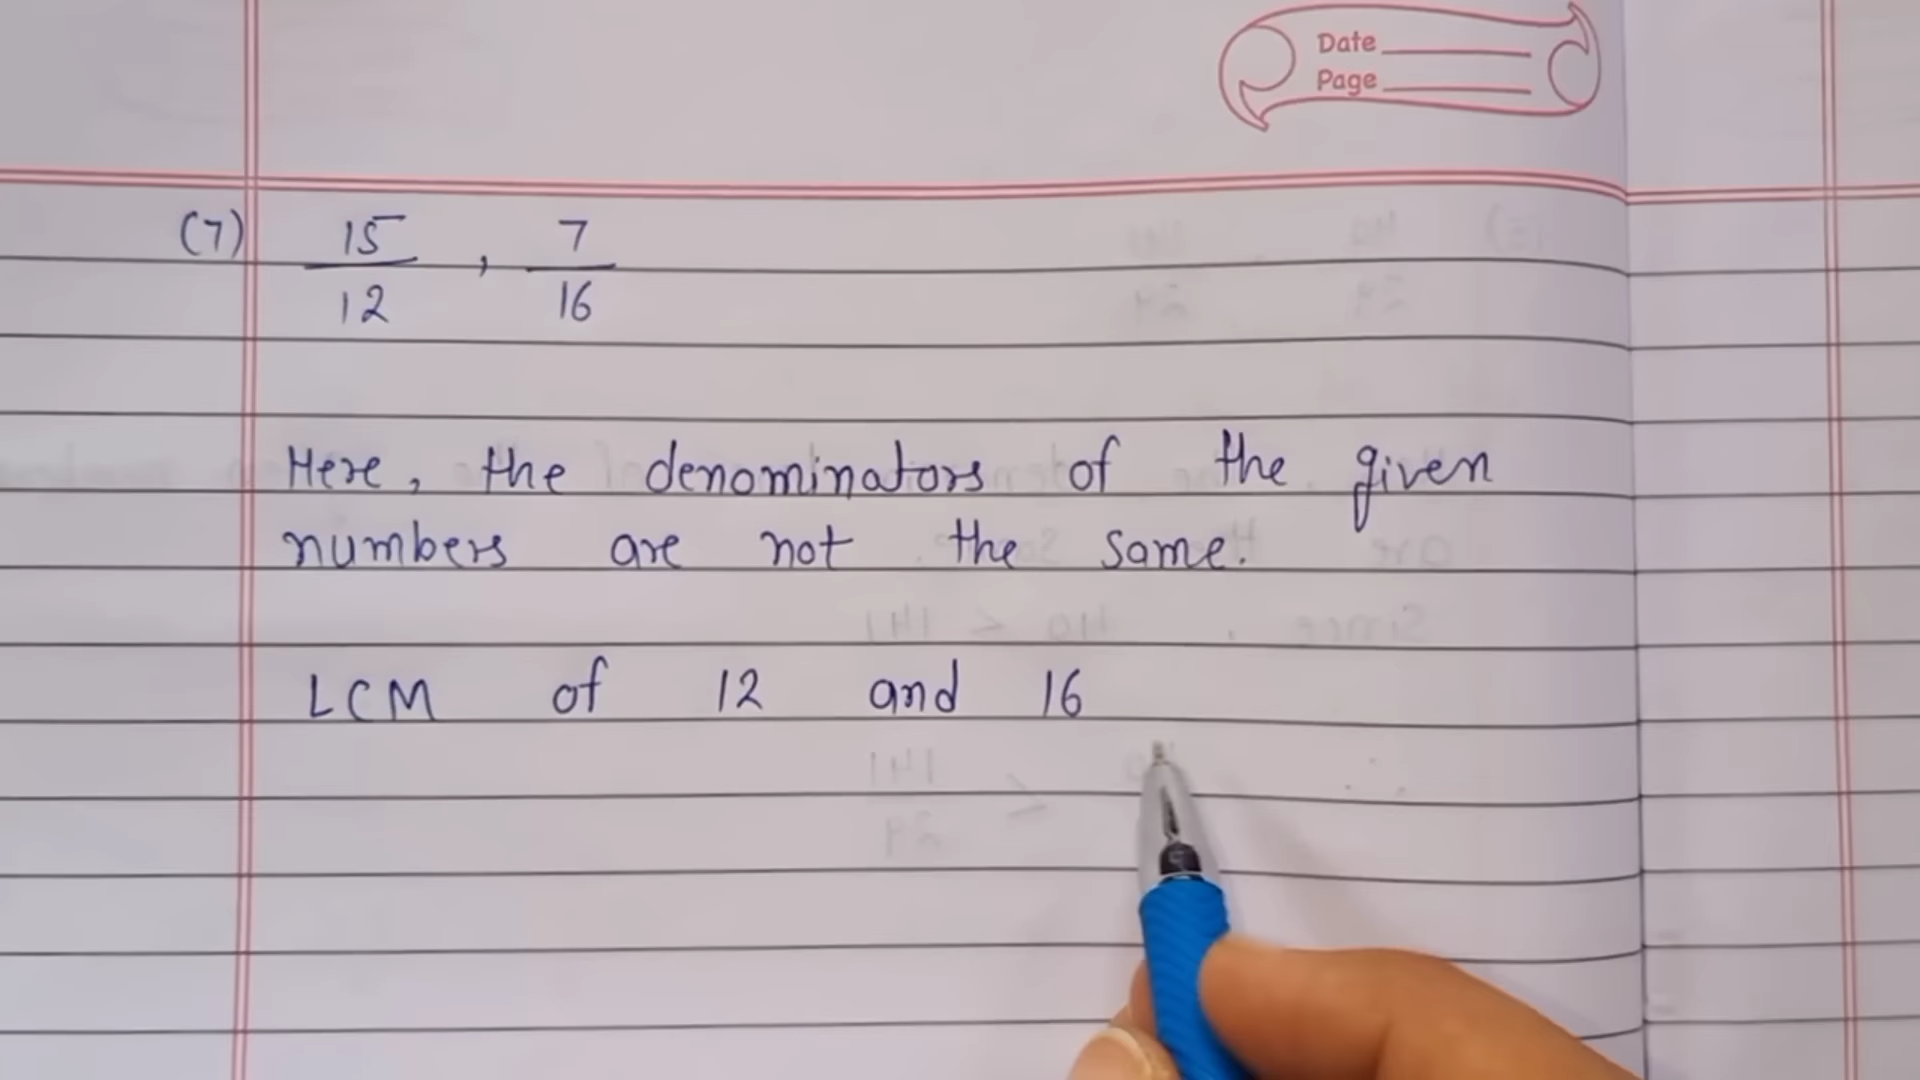 Date
Page
(7) 15/12 , 7/16
Here, the denominators of the given
numbers are not the same.
LCM of 12 and 16